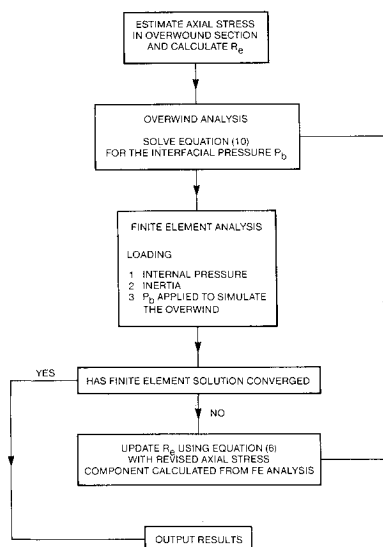 ESTIMATE AXIAL STRESS
IN OVERWOUND SECTION
AND CALCULATE Re
OVERWIND ANALYSIS
SOLVE EQUATION (10)
FOR THE INTERFACIAL PRESSURE Pb
FINITE ELEMENT ANALYSIS
LOADING
1 INTERNAL PRESSURE
2 INERTIA
3 Pb APPLIED TO SIMULATE
THE OVERWIND
YES
HAS FINITE ELEMENT SOLUTION CONVERGED
NO
UPDATE Re USING EQUATION (6)
WITH REVISED AXIAL STRESS
COMPONENT CALCULATED FROM FE ANALYSIS
OUTPUT RESULTS